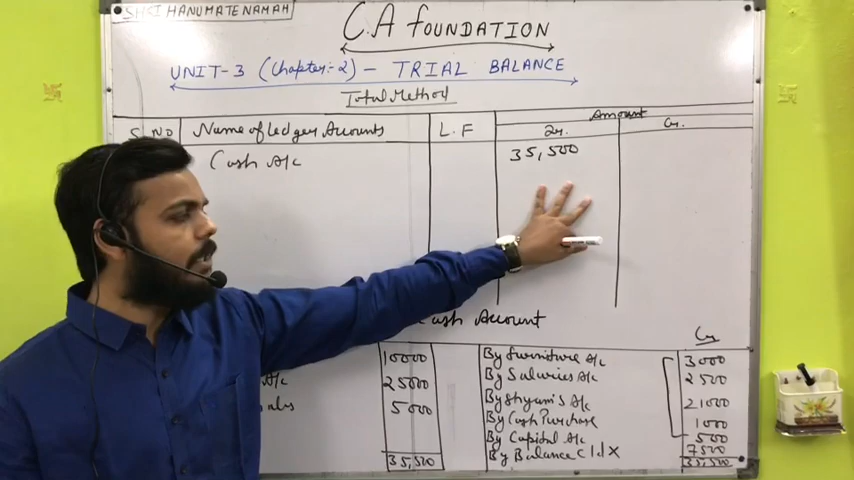 SHRI HANUMATE NAMAH
C.A FOUNDATION
UNIT-3 (Chapter:-2) - TRIAL BALANCE
Total Method
S.NO Name of Ledger Accounts L.F Amount
Dr. Cr.
Cash A/c 35,500
Cash Account
Cr
10000 By Furniture A/c 3000
A/c 25000 By Salaries A/c 2500
5000 By Shyam's A/c 21000
By Cash Purchase 1000
By Capital A/c 500
By Balance C/d X 7500
35,500 35,500